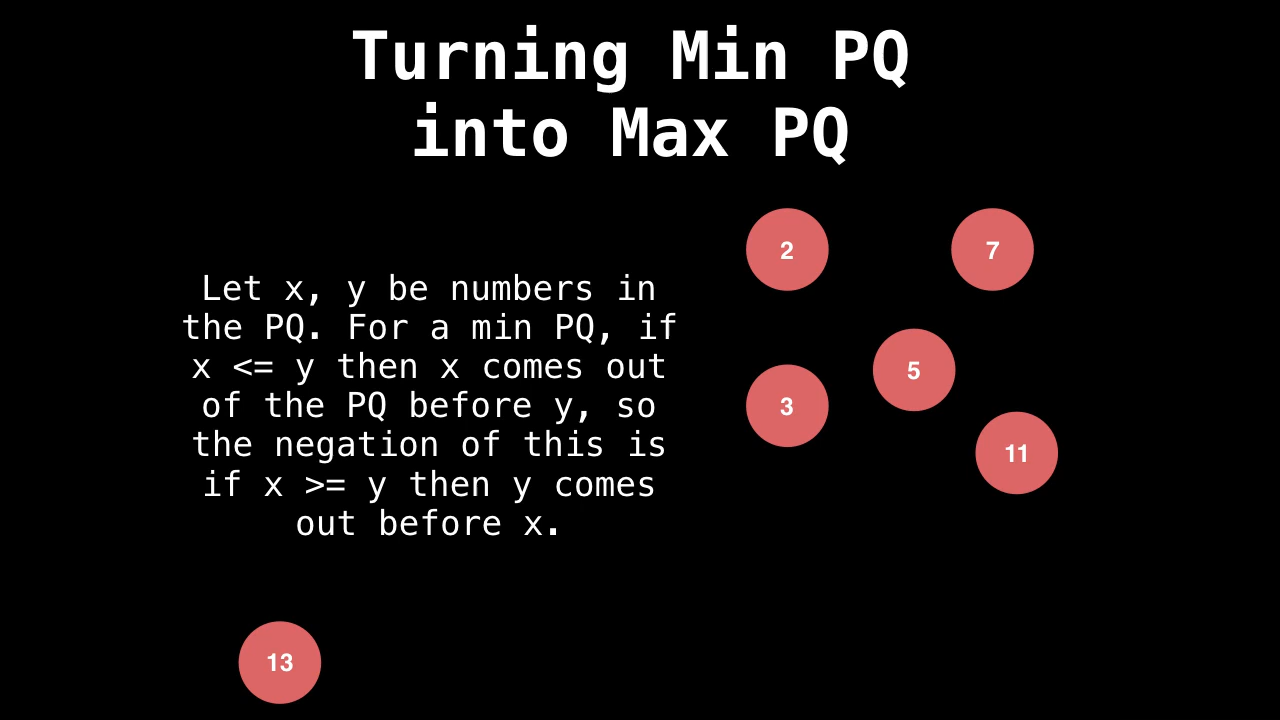 Turning Min PQ
into Max PQ
Let x, y be numbers in
the PQ. For a min PQ, if
x <= y then x comes out
of the PQ before y, so
the negation of this is
if x >= y then y comes
out before x.
2
7
5
3
11
13